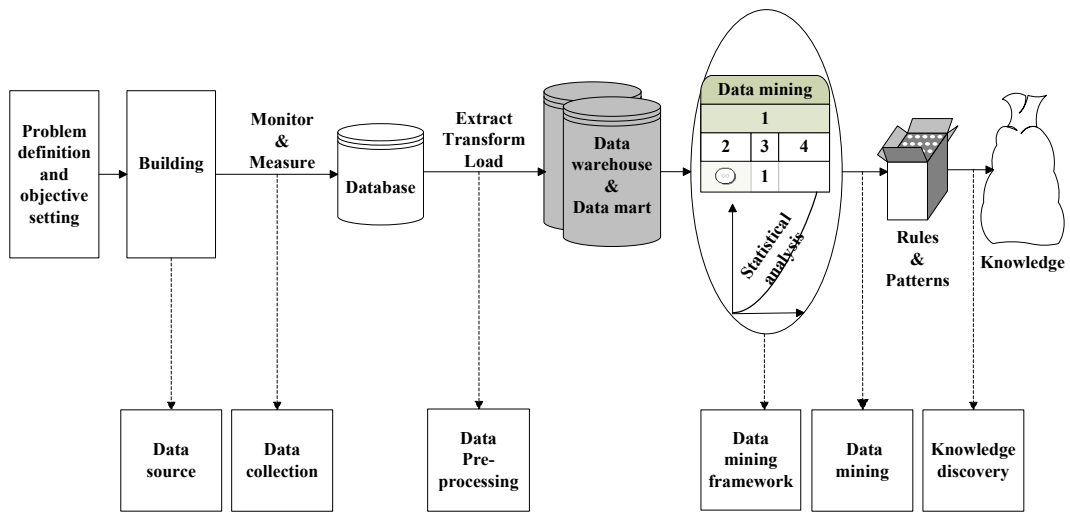 Problem
definition
and
objective
setting
Building
Monitor
&
Measure
Database
Extract
Transform
Load
Data
warehouse
&
Data mart
Data mining
1
2 3 4
1
Statistical
analysis
Rules
&
Patterns
Knowledge
Data
source
Data
collection
Data
Pre-
processing
Data
mining
framework
Data
mining
Knowledge
discovery